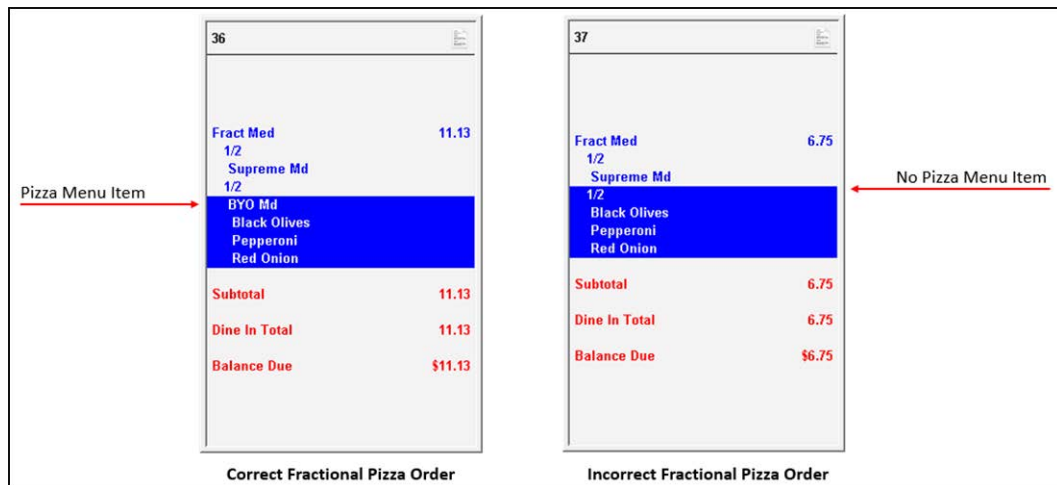 36
Fract Med 11.13
1/2
Supreme Md
1/2
BYO Md
Black Olives
Pepperoni
Red Onion
Subtotal 11.13
Dine In Total 11.13
Balance Due $11.13
Pizza Menu Item
Correct Fractional Pizza Order
37
Fract Med 6.75
1/2
Supreme Md
1/2
Black Olives
Pepperoni
Red Onion
Subtotal 6.75
Dine In Total 6.75
Balance Due $6.75
No Pizza Menu Item
Incorrect Fractional Pizza Order